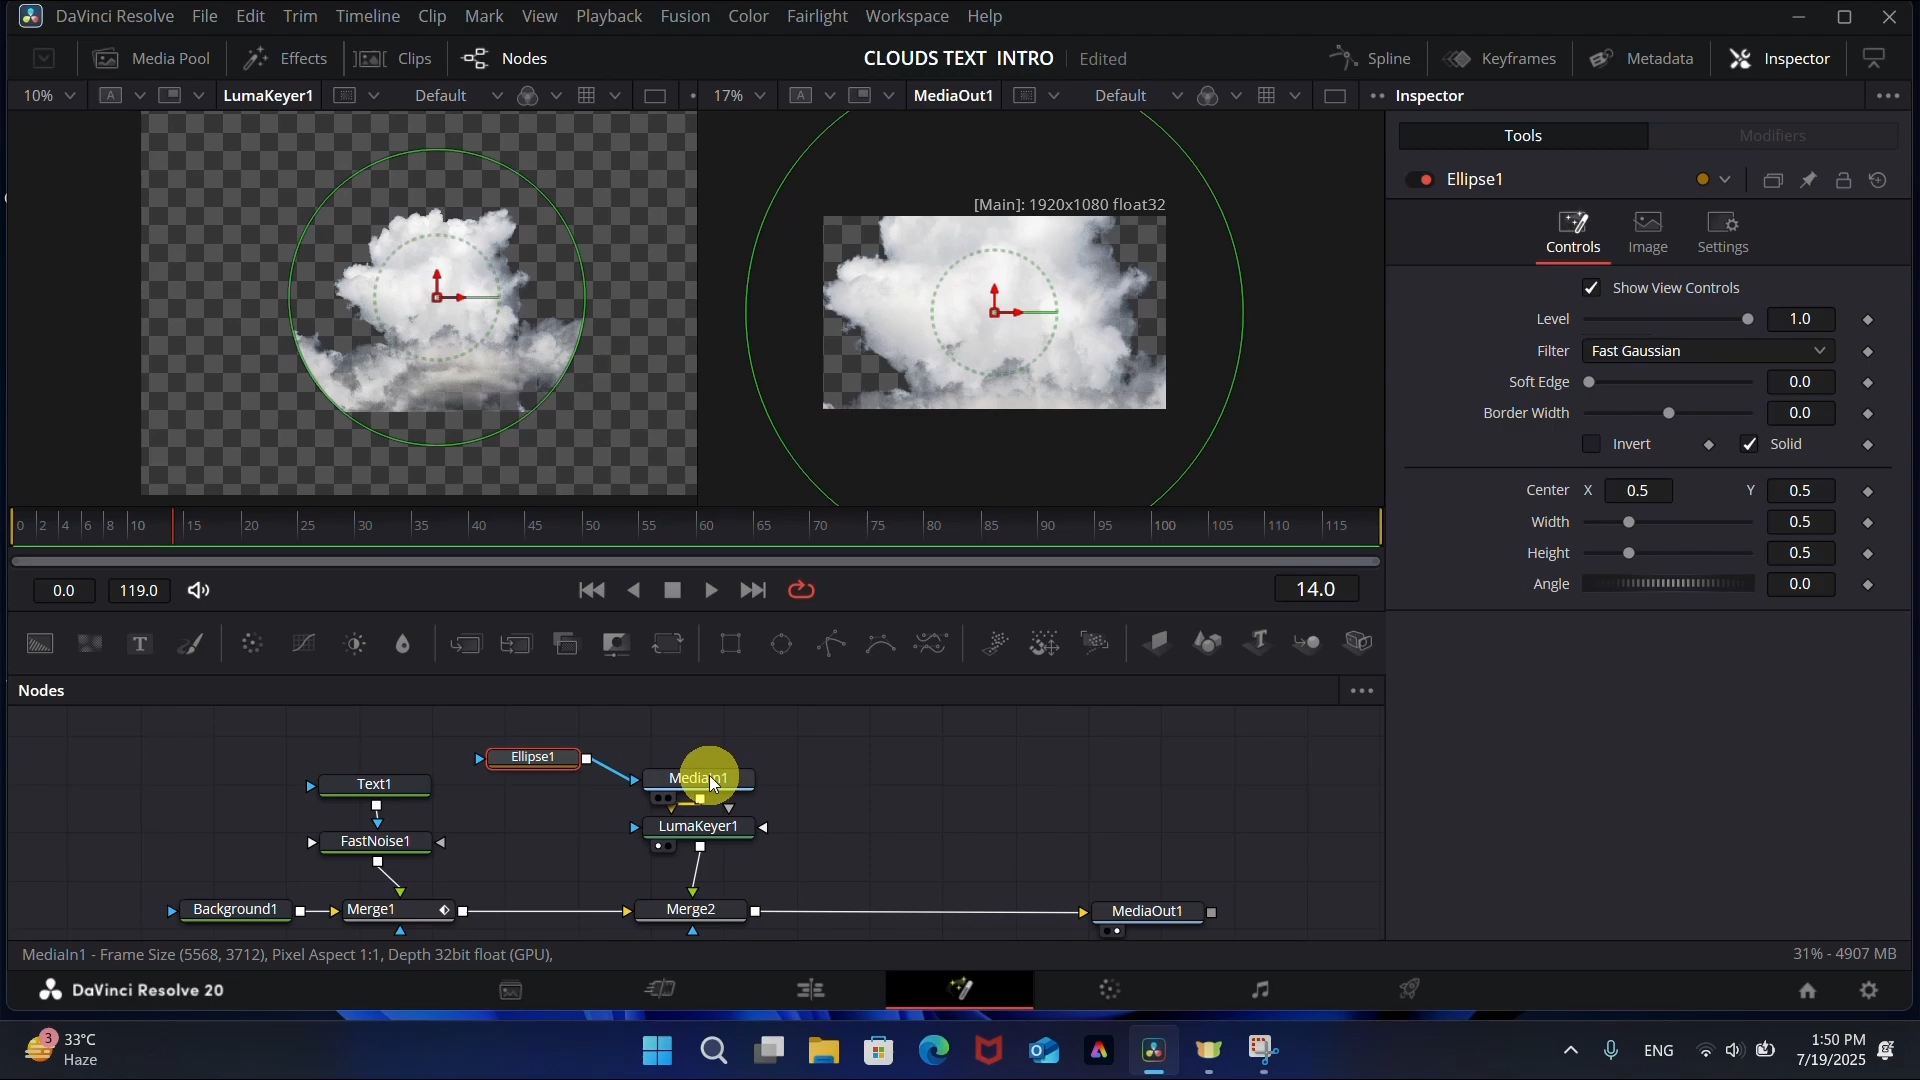 DaVinci Resolve File Edit Trim Timeline Clip Mark View Playback Fusion Color Fairlight Workspace Help
Media Pool Effects Clips Nodes CLOUDS TEXT INTRO Edited Spline Keyframes Metadata Inspector
10% A LumaKeyer1 Default 17% A MediaOut1 Default Inspector
Tools Modifiers
Ellipse1
[Main]: 1920x1080 float32
Controls Image Settings
Show View Controls
Level 1.0
Filter Fast Gaussian
Soft Edge 0.0
Border Width 0.0
Invert Solid
Center X 0.5 Y 0.5
Width 0.5
Height 0.5
Angle 0.0
0 2 4 6 8 10 15 20 25 30 35 40 45 50 55 60 65 70 75 80 85 90 95 100 105 110 115
0.0 119.0 14.0
T T
Nodes
Ellipse1
MediaIn1
Text1
LumaKeyer1
FastNoise1
Background1 Merge1 Merge2 MediaOut1
MediaIn1 - Frame Size (5568, 3712), Pixel Aspect 1:1, Depth 32bit float (GPU), 31% - 4907 MB
DaVinci Resolve 20
3 33°C
Haze
ENG
1:50 PM
7/19/2025